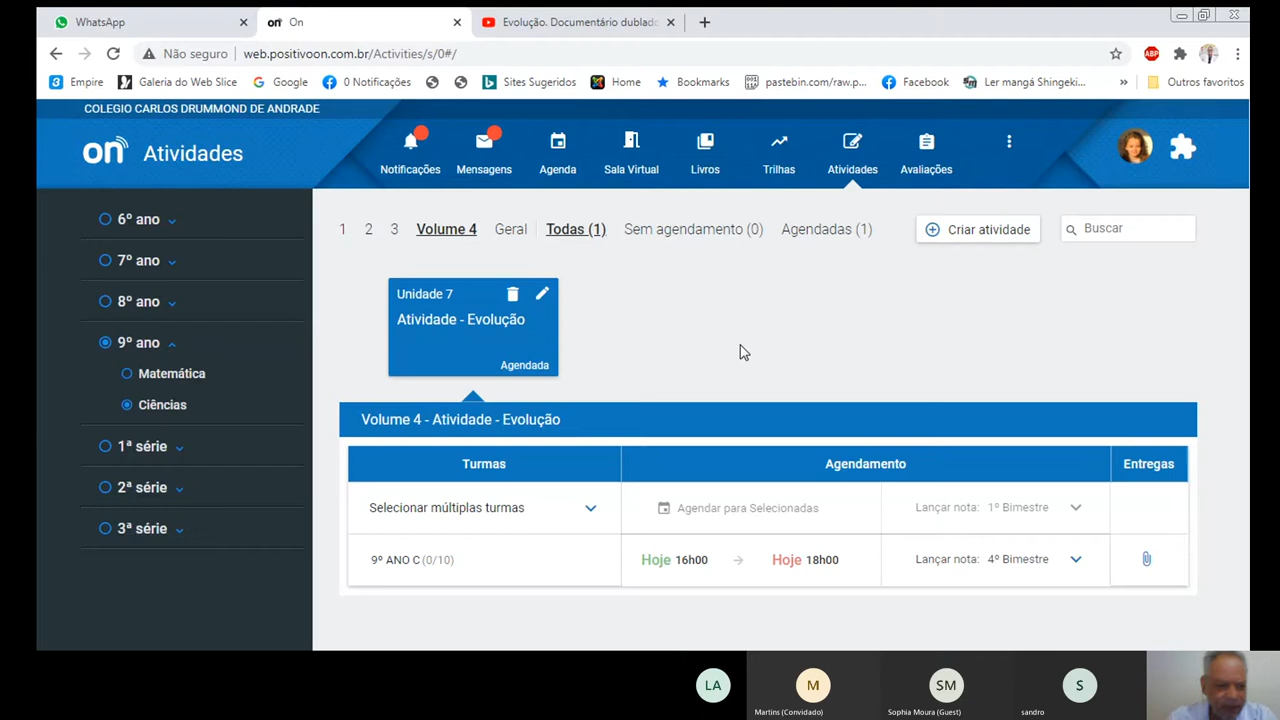 WhatsApp
On
Evolução. Documentário dublado
Não seguro web.positivoon.com.br/Activities/s/0#/
ABP
Empire
Galeria do Web Slice
Google
0 Notificações
Sites Sugeridos
Home
Bookmarks
pastebin.com/raw.p...
Facebook
Ler mangá Shingeki...
»
Outros favoritos
COLEGIO CARLOS DRUMMOND DE ANDRADE
on Atividades
Notificações
Mensagens
Agenda
Sala Virtual
Livros
Trilhas
Atividades
Avaliações
6º ano
7º ano
8º ano
9º ano
Matemática
Ciências
1ª série
2ª série
3ª série
1 2 3 Volume 4 Geral Todas (1) Sem agendamento (0) Agendadas (1)
Criar atividade
Buscar
Unidade 7
Atividade - Evolução
Agendada
Volume 4 - Atividade - Evolução
Turmas Agendamento Entregas
Selecionar múltiplas turmas Agendar para Selecionadas Lançar nota: 1º Bimestre
9º ANO C (0/10) Hoje 16h00 Hoje 18h00 Lançar nota: 4º Bimestre
LA
M
Martins (Convidado)
SM
Sophia Moura (Guest)
S
sandro